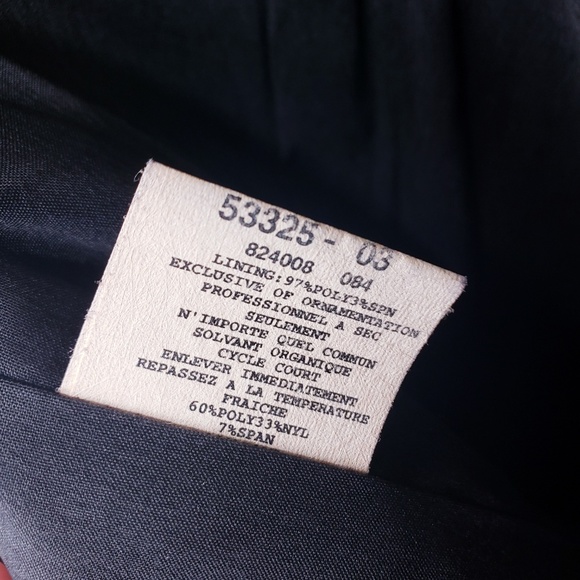 53325- 03
824008 084
LINING:97%POLY3%SPN
EXCLUSIVE OF ORNAMENTATION
PROFESSIONNEL A SEC
SEULEMENT
N'IMPORTE QUEL COMMUN
SOLVANT ORGANIQUE
CYCLE COURT
ENLEVER IMMEDIATEMENT
REPASSEZ A LA TEMPERATURE
FRAICHE
60%POLY33%NYL
7%SPAN